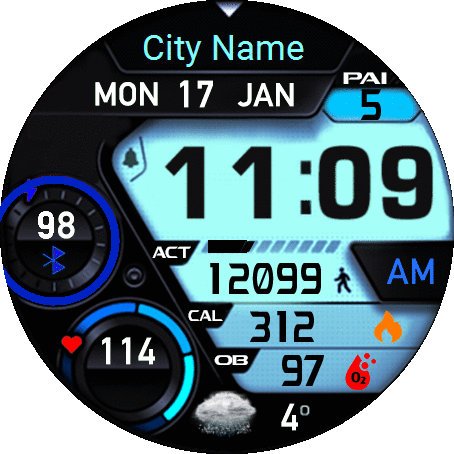 City Name
MON 17 JAN
PAI
5
11:09
98
ACT
12099
AM
CAL
312
114
OB
97
O2
4°